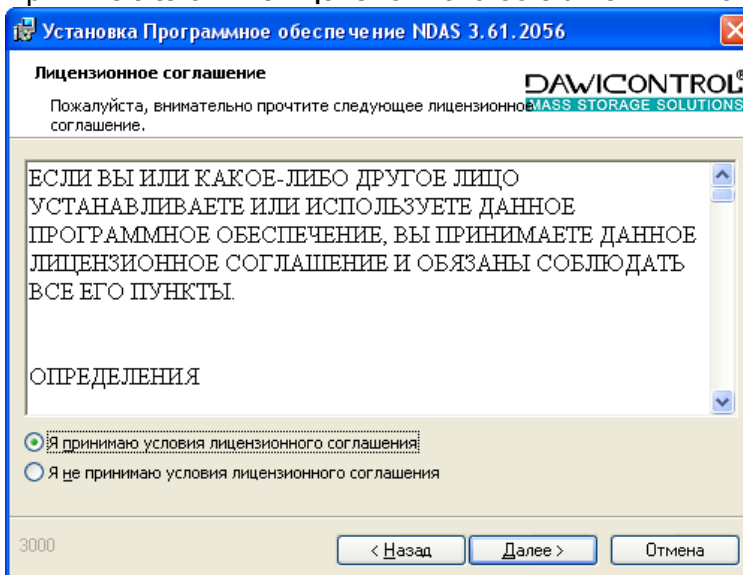 Установка Программное обеспечение NDAS 3.61.2056
Лицензионное соглашение
DAWICONTROL®
MASS STORAGE SOLUTIONS
Пожалуйста, внимательно прочтите следующее лицензионное
соглашение.
ЕСЛИ ВЫ ИЛИ КАКОЕ-ЛИБО ДРУГОЕ ЛИЦО
УСТАНАВЛИВАЕТЕ ИЛИ ИСПОЛЬЗУЕТЕ ДАННОЕ
ПРОГРАММНОЕ ОБЕСПЕЧЕНИЕ, ВЫ ПРИНИМАЕТЕ ДАННОЕ
ЛИЦЕНЗИОННОЕ СОГЛАШЕНИЕ И ОБЯЗАНЫ СОБЛЮДАТЬ
ВСЕ ЕГО ПУНКТЫ.
ОПРЕДЕЛЕНИЯ
Я принимаю условия лицензионного соглашения
Я не принимаю условия лицензионного соглашения
3000
< Назад
Далее >
Отмена